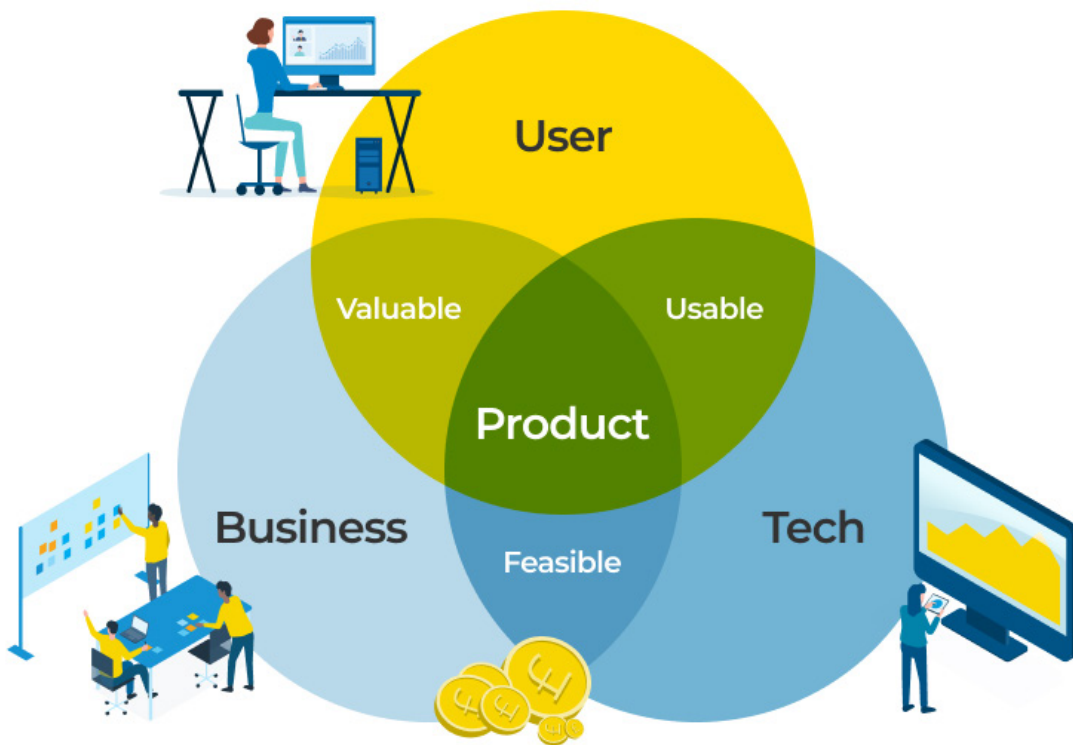 User
Valuable
Usable
Product
Business
Tech
Feasible
£
£
£
£
£